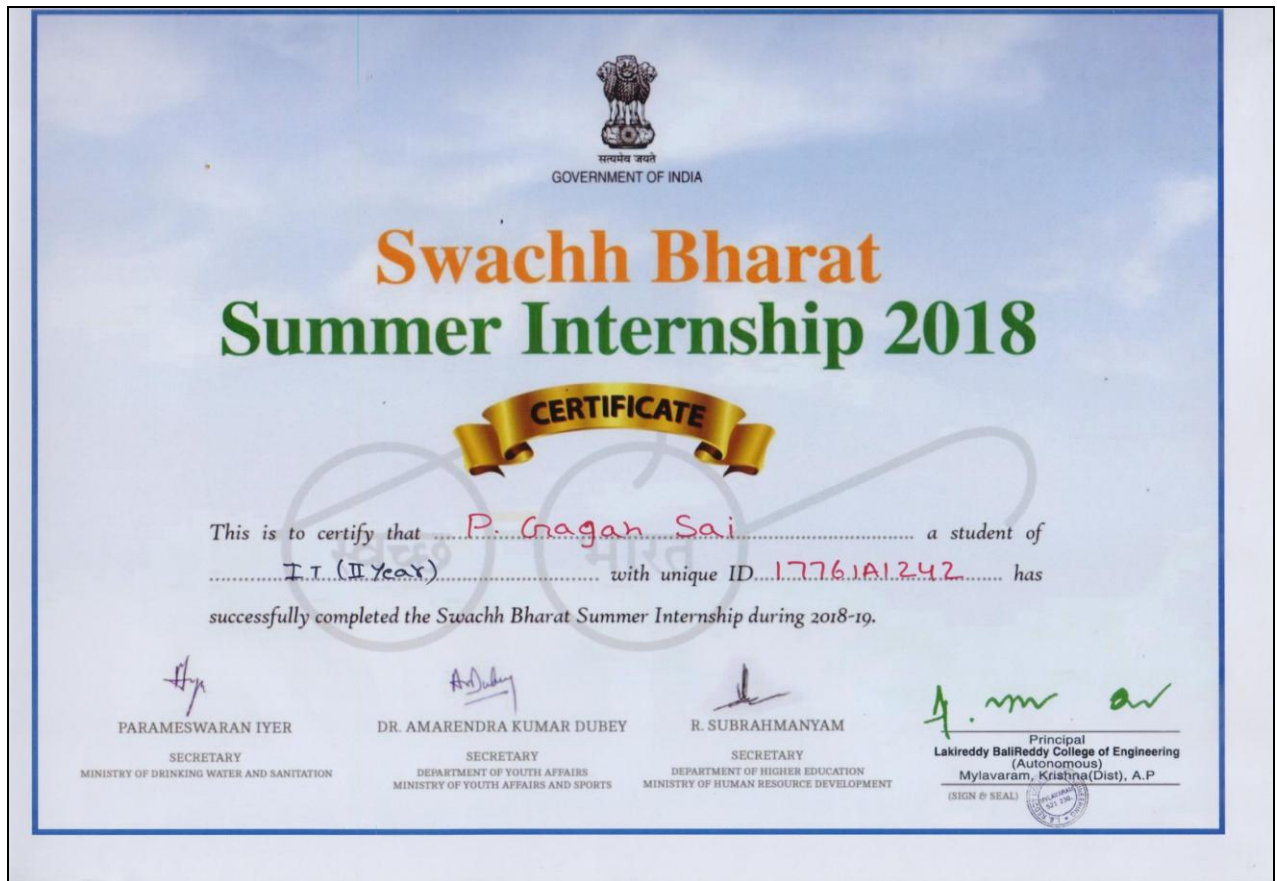 सत्यमेव जयते
GOVERNMENT OF INDIA
Swachh Bharat
Summer Internship 2018
CERTIFICATE
स्वच्छ भारत
This is to certify that P. Gagan Sai a student of
IT (II Year) with unique ID 17761A1242 has
successfully completed the Swachh Bharat Summer Internship during 2018-19.
PARAMESWARAN IYER
SECRETARY
MINISTRY OF DRINKING WATER AND SANITATION
DR. AMARENDRA KUMAR DUBEY
SECRETARY
DEPARTMENT OF YOUTH AFFAIRS
MINISTRY OF YOUTH AFFAIRS AND SPORTS
R. SUBRAHMANYAM
SECRETARY
DEPARTMENT OF HIGHER EDUCATION
MINISTRY OF HUMAN RESOURCE DEVELOPMENT
Principal
Lakireddy BaliReddy College of Engineering
(Autonomous)
Mylavaram, Krishna(Dist), A.P
(SIGN & SEAL)